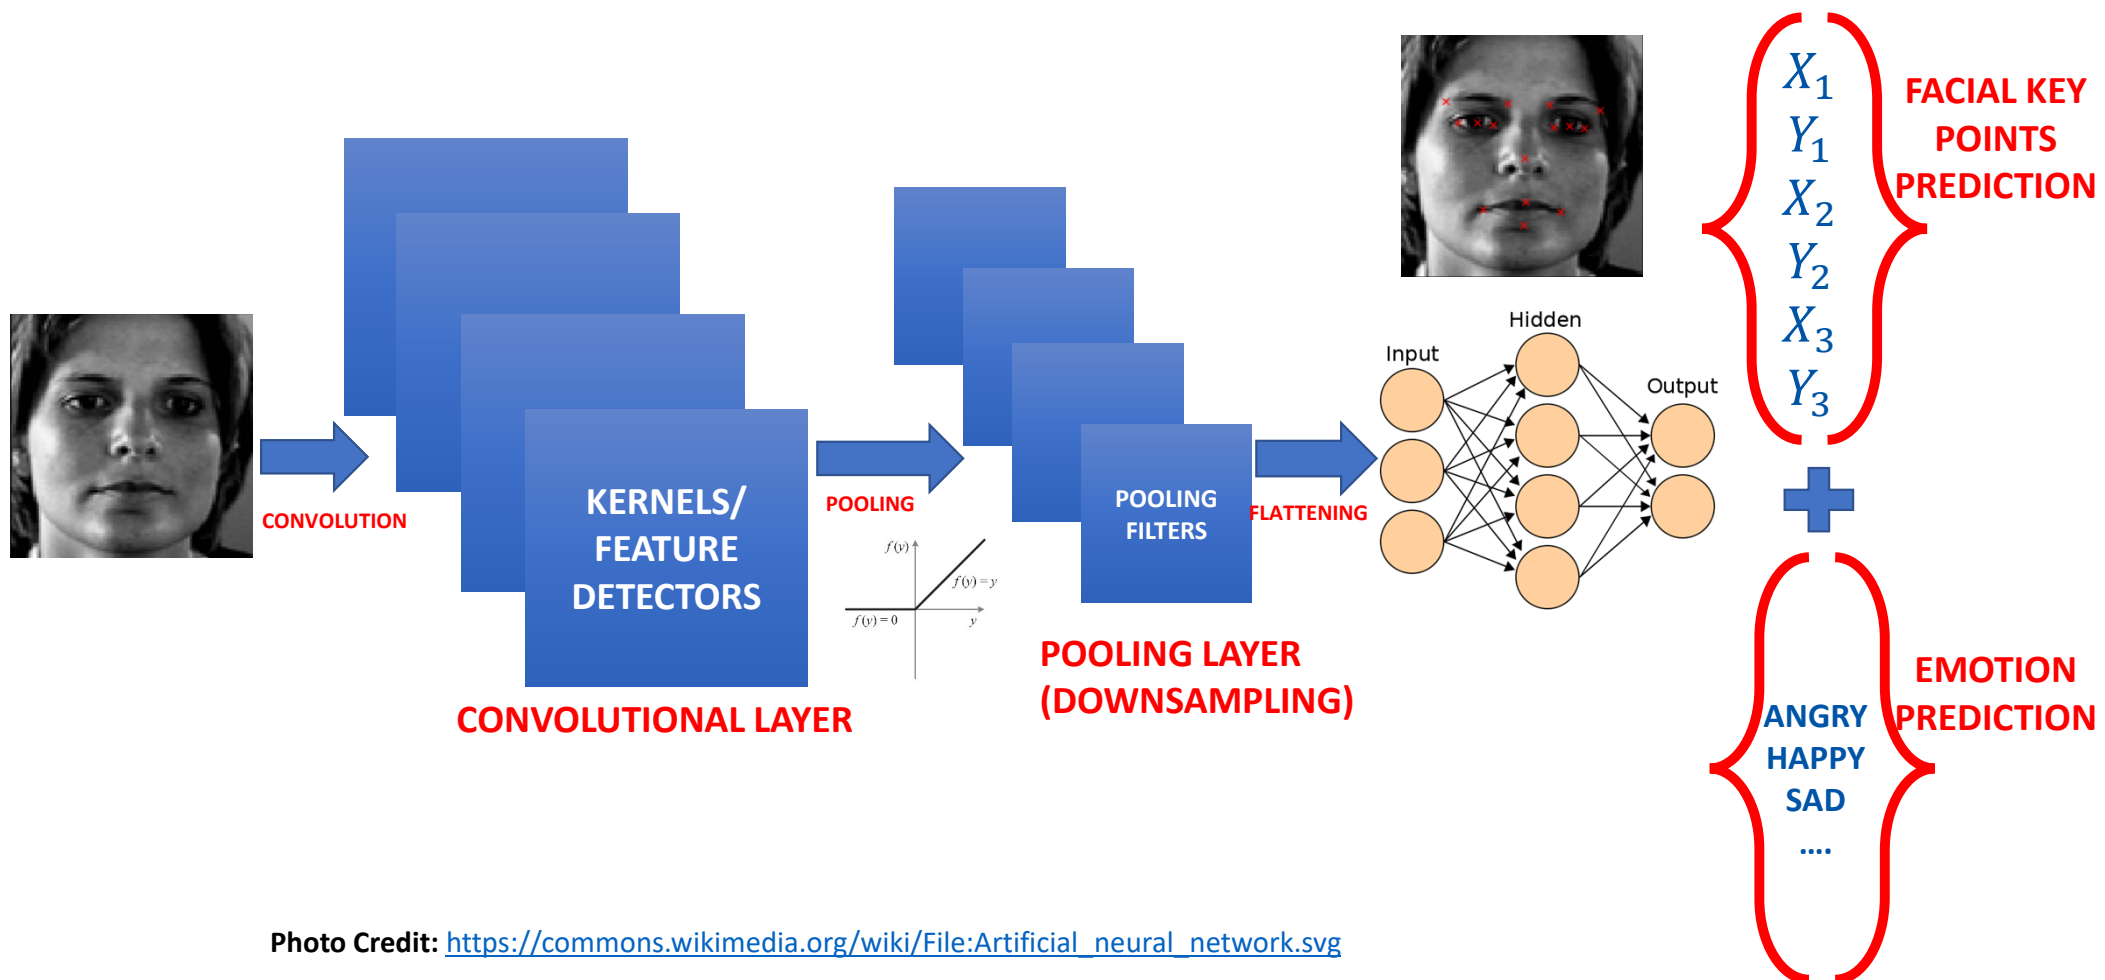 CONVOLUTION
KERNELS/
FEATURE
DETECTORS
CONVOLUTIONAL LAYER
POOLING
f(y)
f(y) = y
f(y) = 0
y
POOLING
FILTERS
POOLING LAYER
(DOWNSAMPLING)
FLATTENING
Input
Hidden
Output
X₁
Y₁
X₂
Y₂
X₃
Y₃
FACIAL KEY
POINTS
PREDICTION
ANGRY
HAPPY
SAD
....
EMOTION
PREDICTION
Photo Credit: https://commons.wikimedia.org/wiki/File:Artificial_neural_network.svg